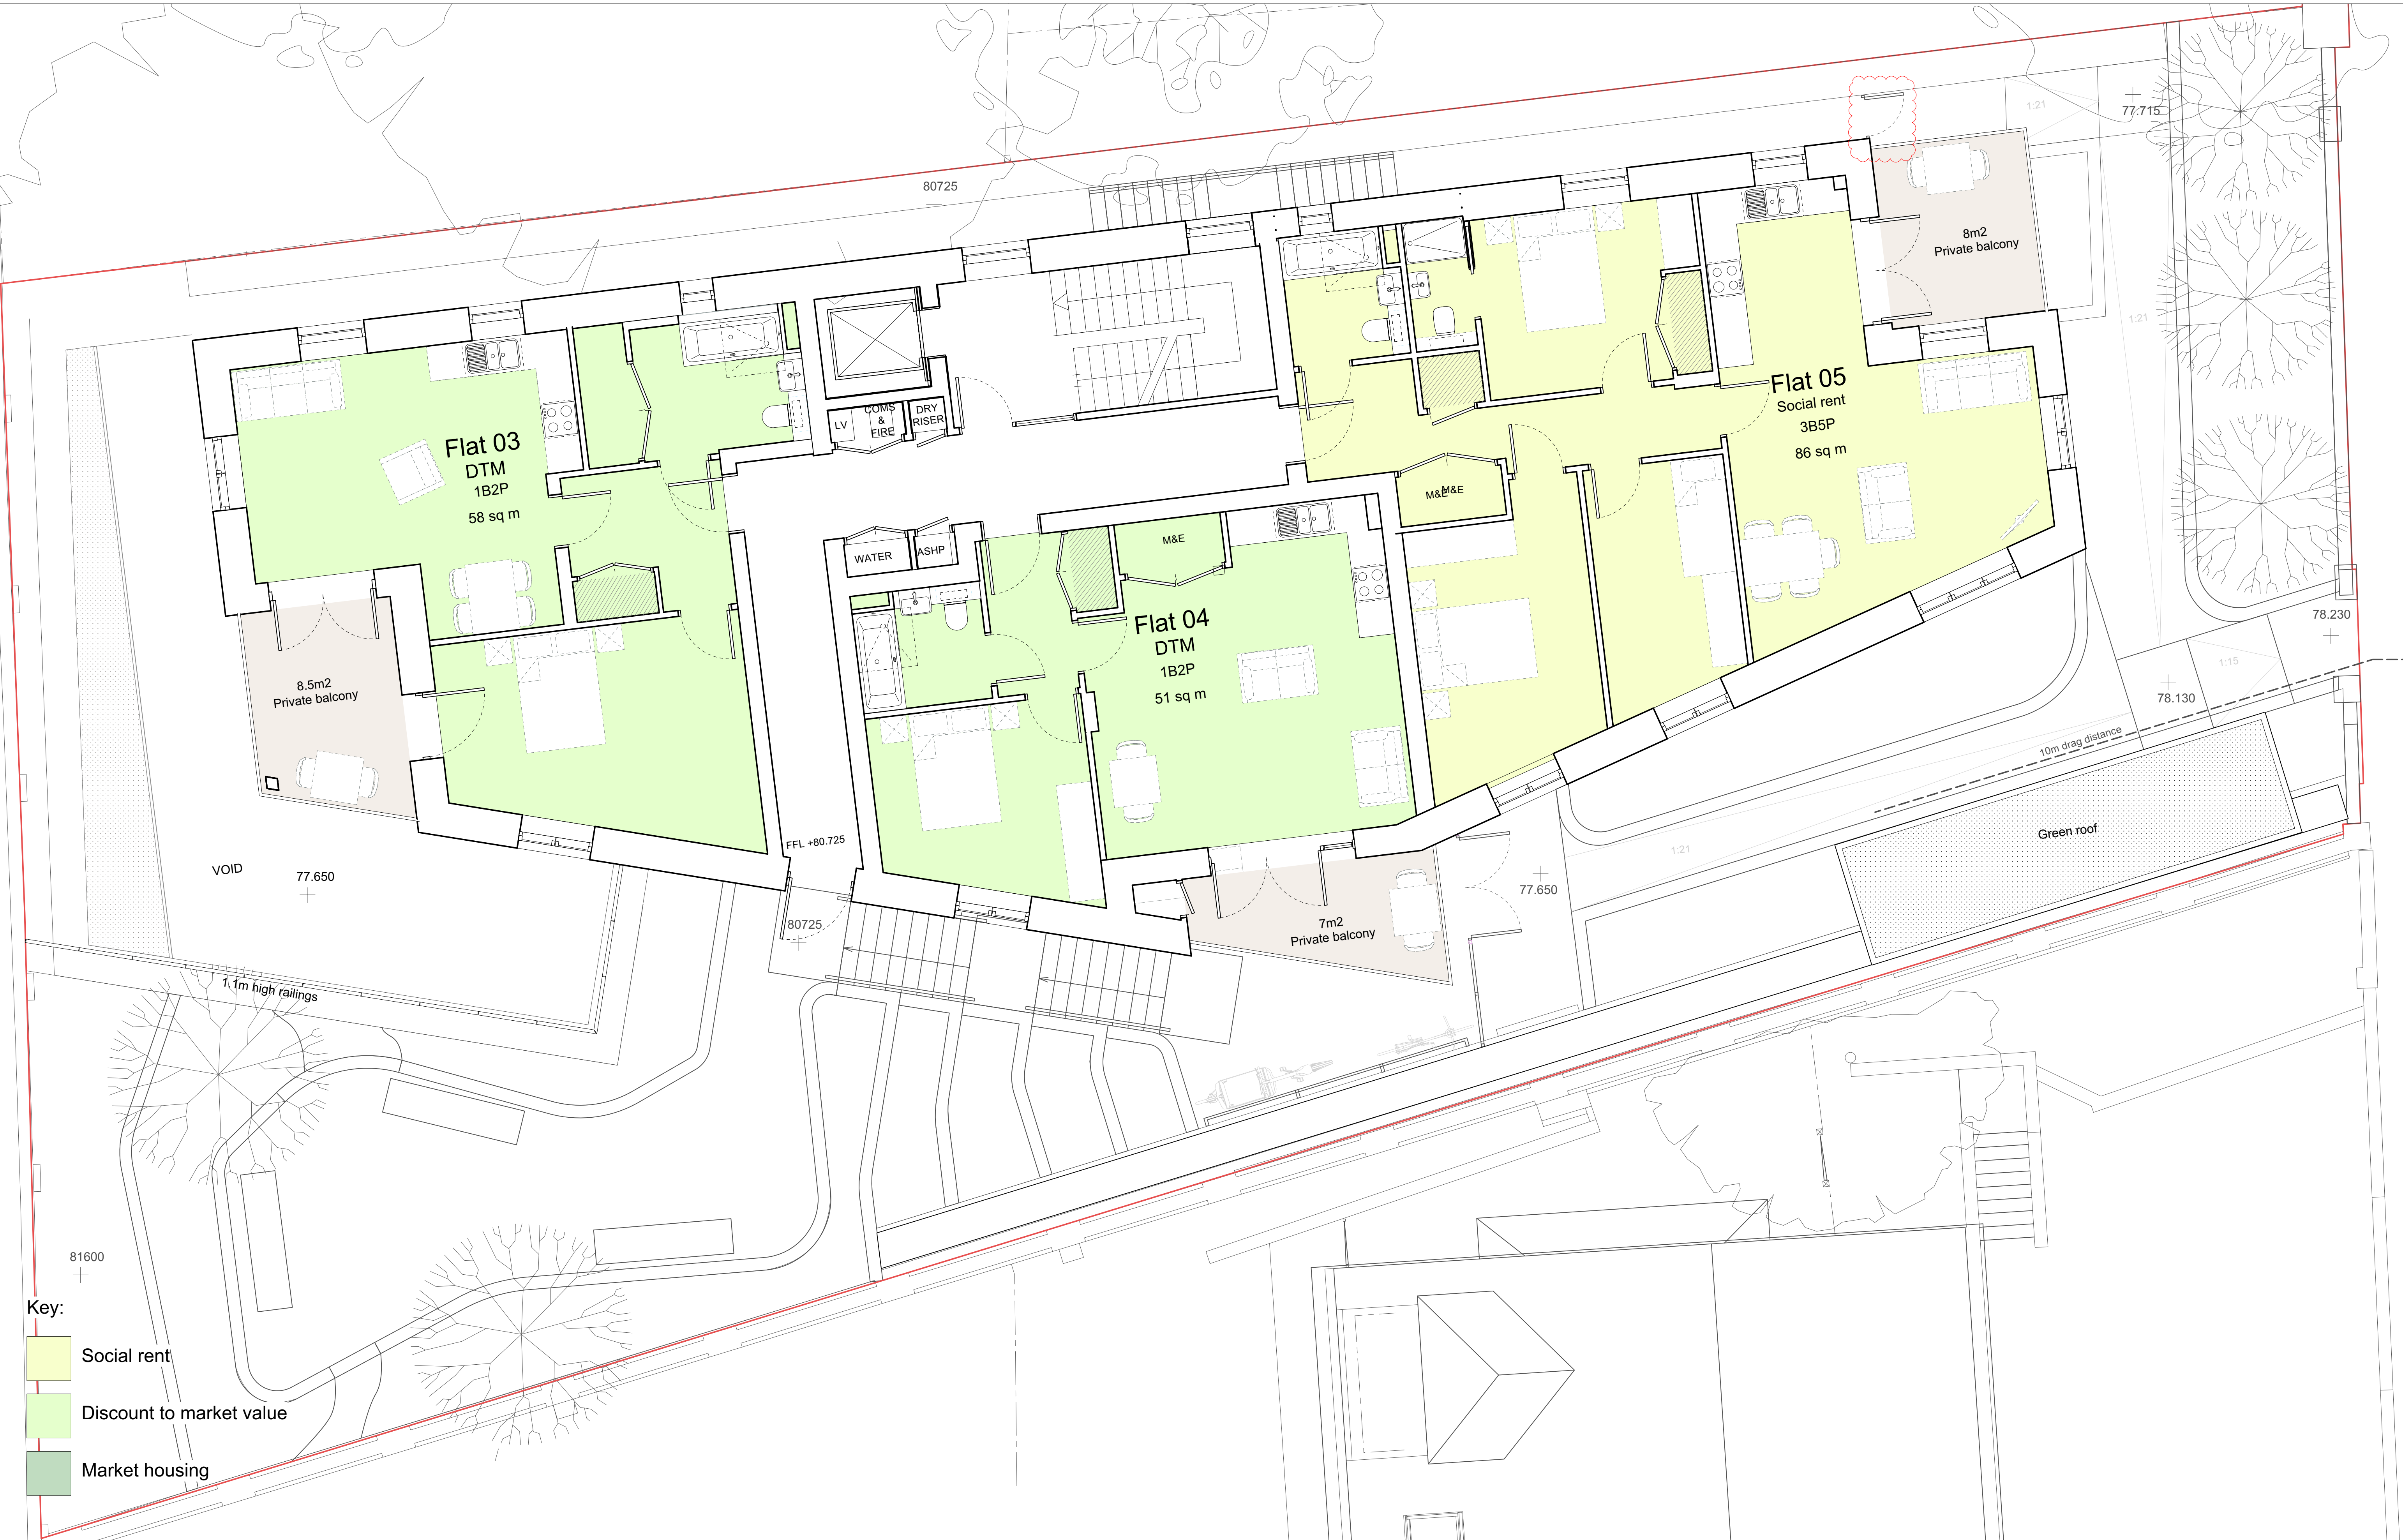 80725
1:21
77.715
8m2
Private balcony
1:21
Flat 03
DTM
1B2P
58 sq m
LV
COMS
&
FIRE
DRY
RISER
Flat 05
Social rent
3B5P
86 sq m
M&E
M&E
WATER
ASHP
M&E
Flat 04
DTM
1B2P
51 sq m
78.230
1:15
78.130
8.5m2
Private balcony
10m drag distance
Green roof
FFL +80.725
1:21
VOID
77.650
77.650
80725
7m2
Private balcony
1.1m high railings
81600
Key:
Social rent
Discount to market value
Market housing